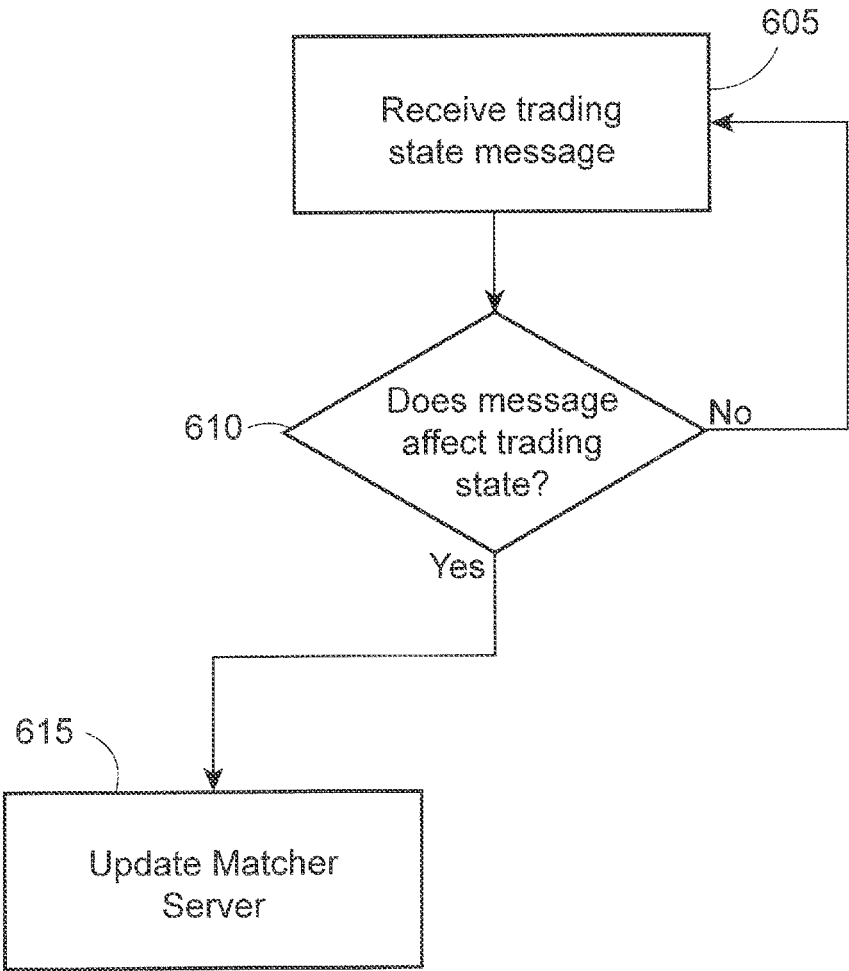 605
Receive trading
state message
Does message
affect trading
state?
610
No
Yes
615
Update Matcher
Server